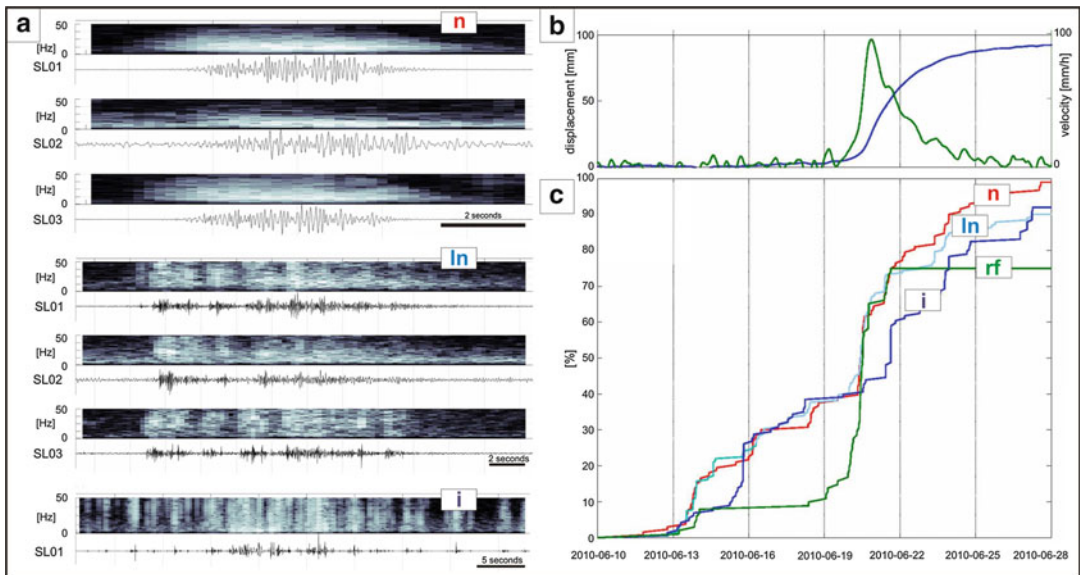 a
n
50
[Hz]
0
SL01
50
[Hz]
0
SL02
50
[Hz]
0
SL03
2 seconds
ln
50
[Hz]
0
SL01
50
[Hz]
0
SL02
50
[Hz]
0
SL03
2 seconds
i
50
[Hz]
0
SL01
5 seconds
b
100
50
0
displacement [mm]
100
0
velocity [mm/h]
c
100
90
80
70
60
50
40
30
20
10
0
[%]
n
ln
rf
i
2010-06-10 2010-06-13 2010-06-16 2010-06-19 2010-06-22 2010-06-25 2010-06-28